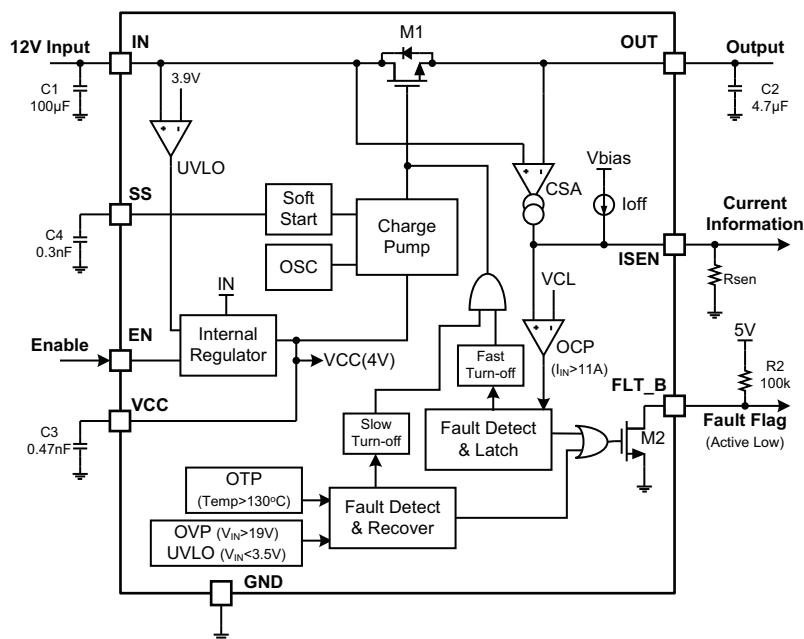 12V Input
IN
M1
OUT
Output
C1
100µF
3.9V
C2
4.7µF
UVLO
CSA
Vbias
Ioff
SS
Soft
Start
Charge
Pump
Current
Information
C4
0.3nF
OSC
ISEN
IN
VCL
Rsen
EN
Enable
Internal
Regulator
VCC(4V)
OCP
(IIN>11A)
5V
Fast
Turn-off
R2
100k
FLT_B
VCC
Slow
Turn-off
Fault Detect
& Latch
M2
Fault Flag
(Active Low)
C3
0.47nF
OTP
(Temp>130oC)
Fault Detect
& Recover
OVP (VIN>19V)
UVLO (VIN<3.5V)
GND